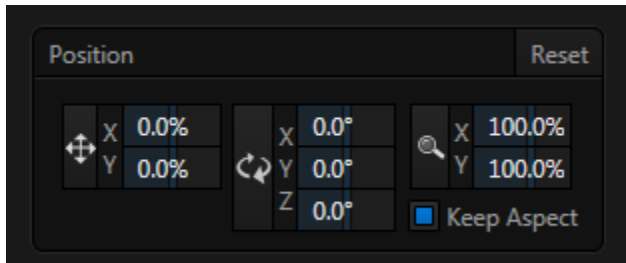 Position Reset
X 0.0% X 0.0° X 100.0%
Y 0.0% Y 0.0° Y 100.0%
Z 0.0°
Keep Aspect